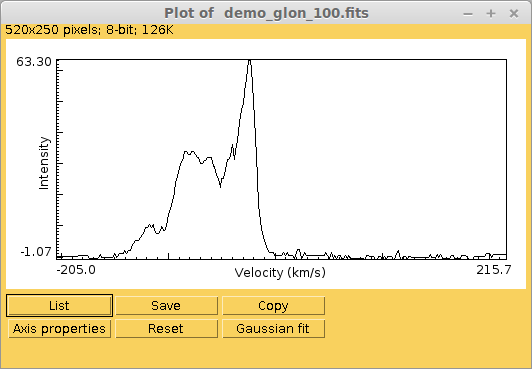 Plot of demo_glon_100.fits
520x250 pixels; 8-bit; 126K
63.30
Intensity
-1.07
-205.0
Velocity (km/s)
215.7
List Save Copy
Axis properties Reset Gaussian fit